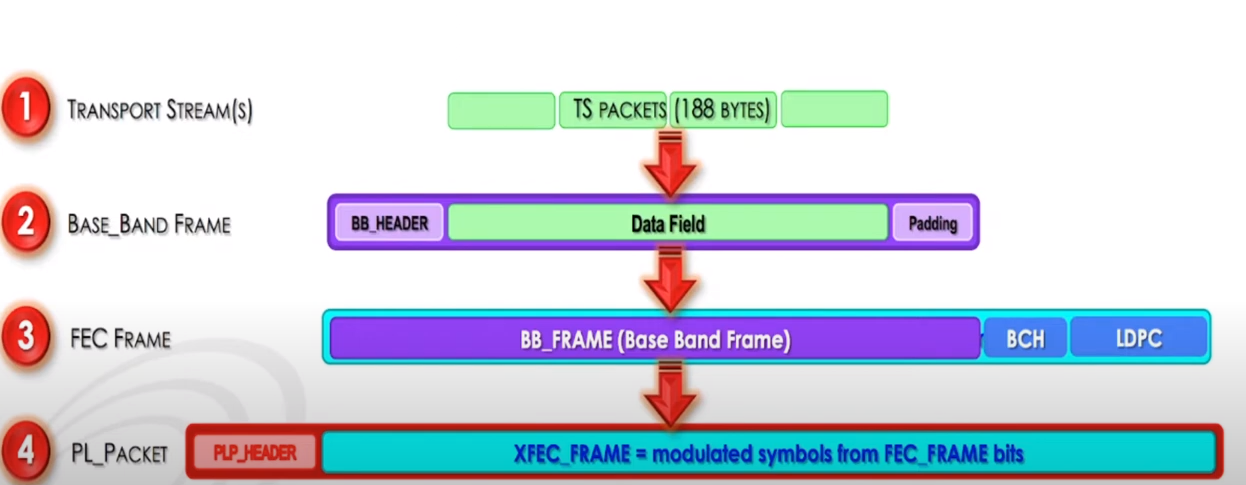 1 TRANSPORT STREAM(S) TS PACKETS (188 BYTES)
2 BASE_BAND FRAME BB_HEADER Data Field Padding
3 FEC FRAME BB_FRAME (Base Band Frame) BCH LDPC
4 PL_PACKET PLP_HEADER XFEC_FRAME = modulated symbols from FEC_FRAME bits